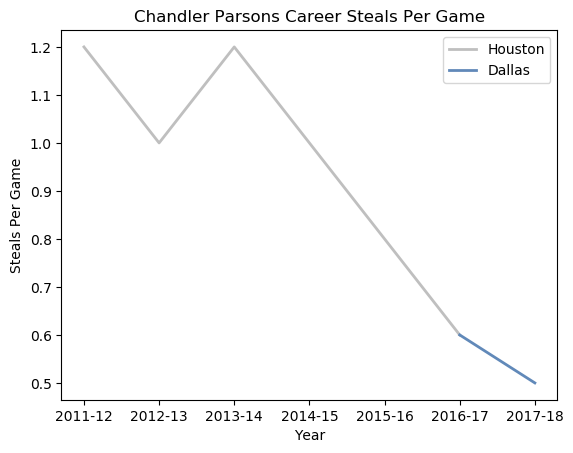 Chandler Parsons Career Steals Per Game
Houston
Dallas
Steals Per Game
1.2
1.1
1.0
0.9
0.8
0.7
0.6
0.5
2011-12 2012-13 2013-14 2014-15 2015-16 2016-17 2017-18
Year